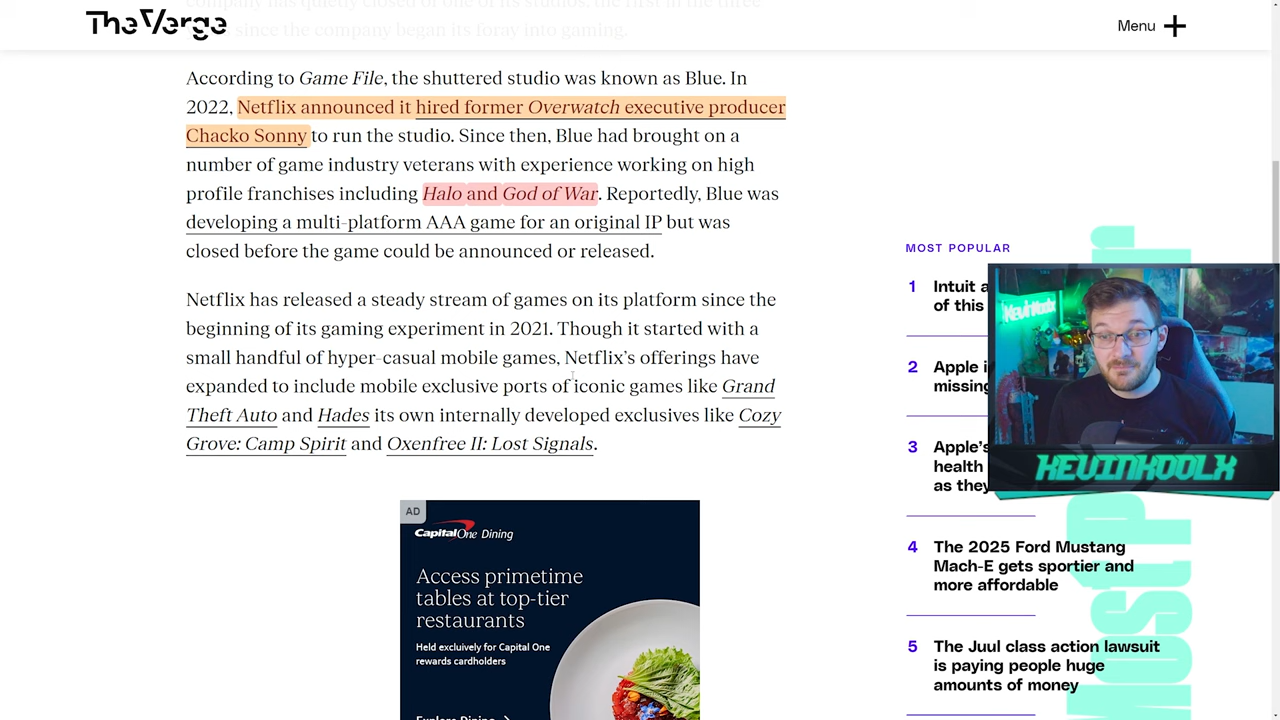 The Verge
Menu
company has quietly closed of one of its studios, the first in the three
since the company began its foray into gaming.
According to Game File, the shuttered studio was known as Blue. In
2022, Netflix announced it hired former Overwatch executive producer
Chacko Sonny to run the studio. Since then, Blue had brought on a
number of game industry veterans with experience working on high
profile franchises including Halo and God of War. Reportedly, Blue was
developing a multi-platform AAA game for an original IP but was
closed before the game could be announced or released.
Netflix has released a steady stream of games on its platform since the
beginning of its gaming experiment in 2021. Though it started with a
small handful of hyper-casual mobile games, Netflix’s offerings have
expanded to include mobile exclusive ports of iconic games like Grand
Theft Auto and Hades its own internally developed exclusives like Cozy
Grove: Camp Spirit and Oxenfree II: Lost Signals.
AD
CapitalOne Dining
Access primetime
tables at top-tier
restaurants
Held exclusively for Capital One
rewards cardholders
Explore Dining
MOST POPULAR
1 Intuit a
of this
2 Apple i
missing
3 Apple’s
health
as they
4 The 2025 Ford Mustang
Mach-E gets sportier and
more affordable
5 The Juul class action lawsuit
is paying people huge
amounts of money
KevinKoolx
KEVINKOOLX